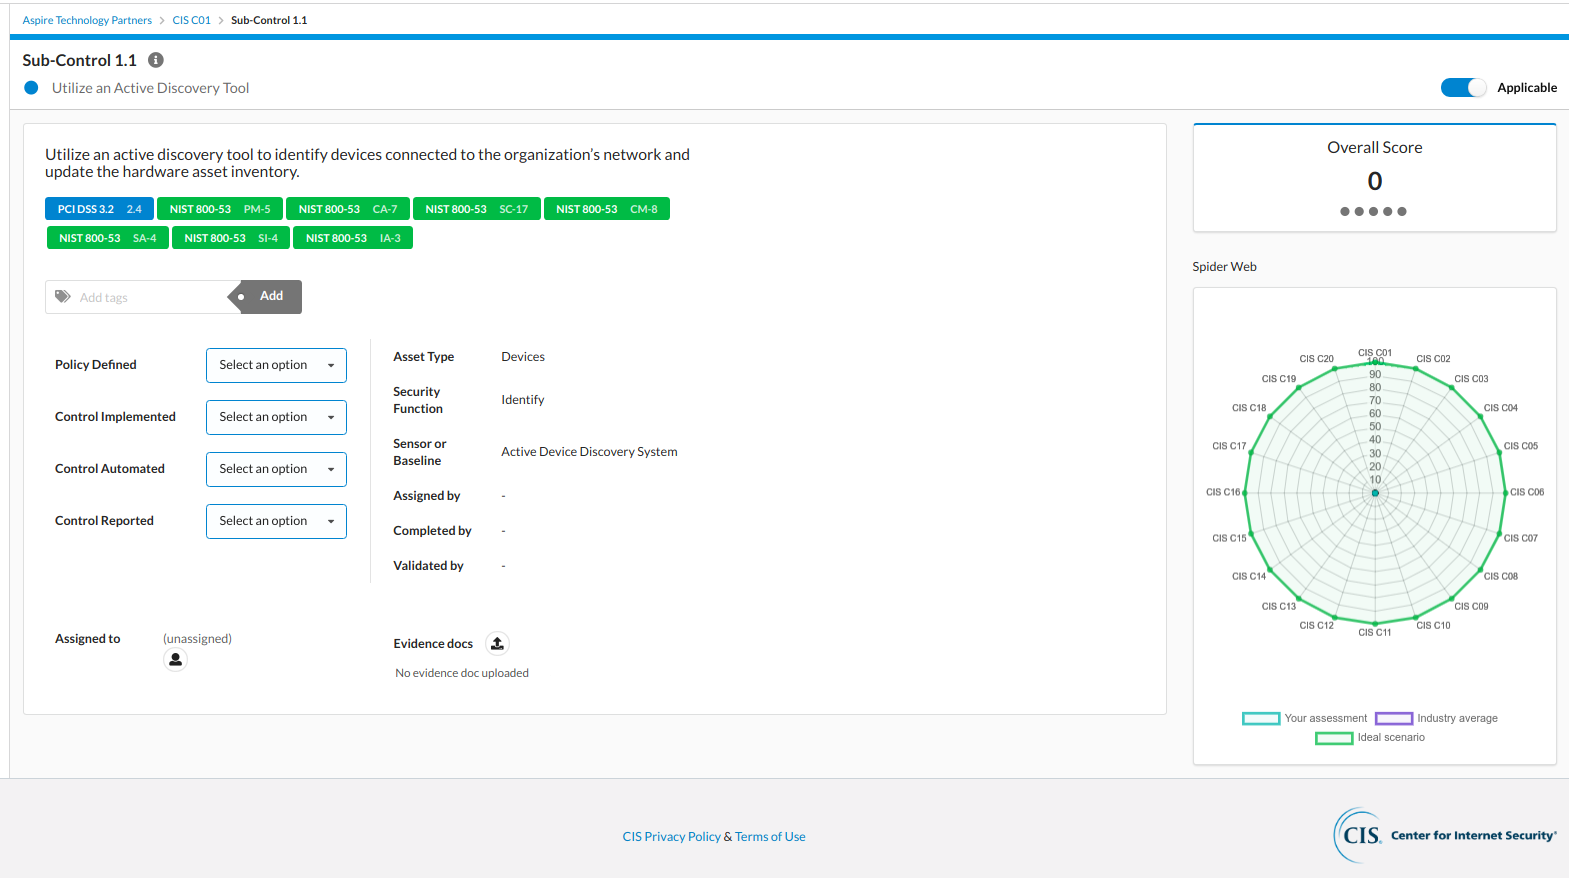 Aspire Technology Partners > CIS C01 > Sub-Control 1.1
Sub-Control 1.1
Utilize an Active Discovery Tool
Applicable
Utilize an active discovery tool to identify devices connected to the organization’s network and
update the hardware asset inventory.
PCI DSS 3.2 2.4 NIST 800-53 PM-5 NIST 800-53 CA-7 NIST 800-53 SC-17 NIST 800-53 CM-8
NIST 800-53 SA-4 NIST 800-53 SI-4 NIST 800-53 IA-3
Add tags Add
Policy Defined Select an option
Control Implemented Select an option
Control Automated Select an option
Control Reported Select an option
Asset Type Devices
Security
Function
Identify
Sensor or
Baseline
Active Device Discovery System
Assigned by -
Completed by -
Validated by -
Assigned to (unassigned)
Evidence docs
No evidence doc uploaded
Overall Score
0
Spider Web
CIS C01
CIS C02
CIS C03
CIS C04
CIS C05
CIS C06
CIS C07
CIS C08
CIS C09
CIS C10
CIS C11
CIS C12
CIS C13
CIS C14
CIS C15
CIS C16
CIS C17
CIS C18
CIS C19
CIS C20
100
90
80
70
60
50
40
30
20
10
Your assessment Industry average
Ideal scenario
CIS Privacy Policy & Terms of Use
CIS. Center for Internet Security®